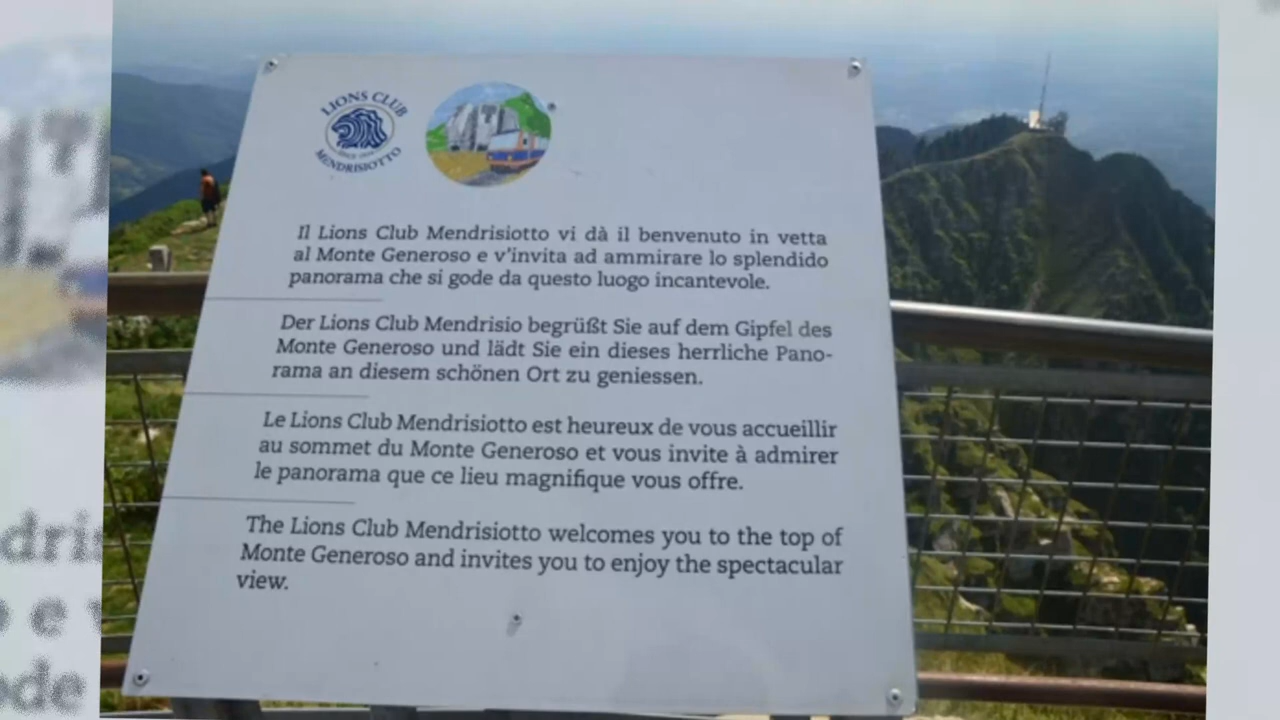 LIONS CLUB
MENDRISIOTTO
Il Lions Club Mendrisiotto vi dà il benvenuto in vetta
al Monte Generoso e v'invita ad ammirare lo splendido
panorama che si gode da questo luogo incantevole.
Der Lions Club Mendrisio begrüßt Sie auf dem Gipfel des
Monte Generoso und lädt Sie ein dieses herrliche Pano-
rama an diesem schönen Ort zu geniessen.
Le Lions Club Mendrisiotto est heureux de vous accueillir
au sommet du Monte Generoso et vous invite à admirer
le panorama que ce lieu magnifique vous offre.
The Lions Club Mendrisiotto welcomes you to the top of
Monte Generoso and invites you to enjoy the spectacular
view.